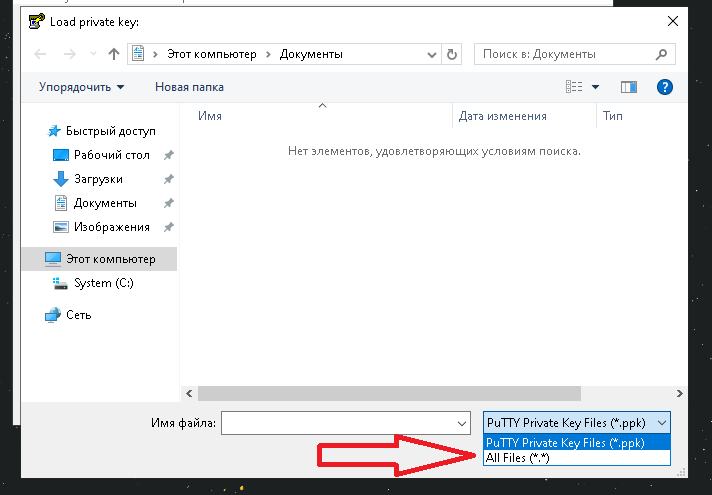 Load private key:
Этот компьютер
Документы
Поиск в: Документы
Упорядочить
Новая папка
?
Имя
Дата изменения
Тип
Быстрый доступ
Нет элементов, удовлетворяющих условиям поиска.
Рабочий стол
Загрузки
Документы
Изображения
Этот компьютер
System (C:)
Сеть
Имя файла:
PuTTY Private Key Files (*.ppk)
PuTTY Private Key Files (*.ppk)
All Files (*.*)